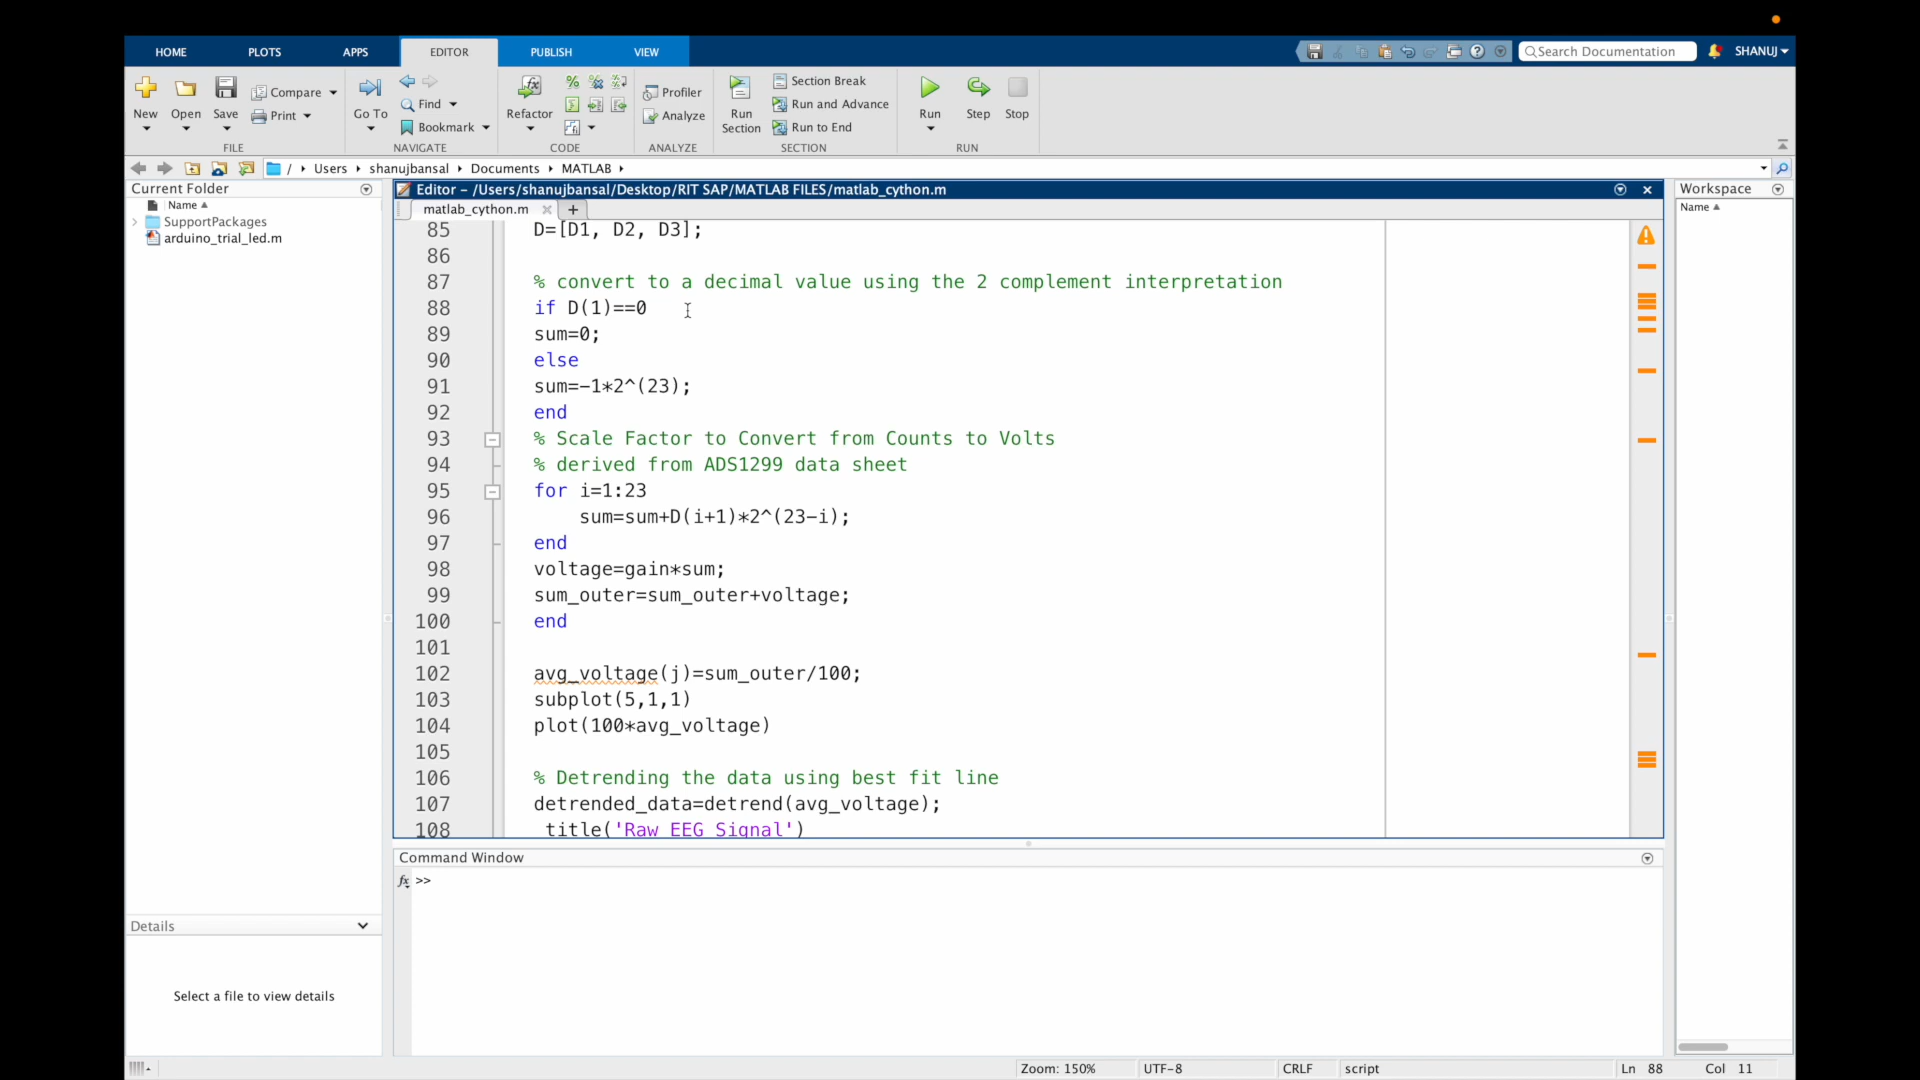 HOME PLOTS APPS EDITOR PUBLISH VIEW
Search Documentation SHANUJ
New Open Save Compare Print
FILE
Go To Find Bookmark
NAVIGATE
Refactor
CODE
Profiler Analyze
ANALYZE
Run Section Section Break Run and Advance Run to End
SECTION
Run Step Stop
RUN
/ Users shanujbansal Documents MATLAB
Current Folder
Name
SupportPackages
arduino_trial_led.m
Details
Select a file to view details
Editor - /Users/shanujbansal/Desktop/RIT SAP/MATLAB FILES/matlab_cython.m
matlab_cython.m
85 D=[D1, D2, D3];
86
87 % convert to a decimal value using the 2 complement interpretation
88 if D(1)==0
89 sum=0;
90 else
91 sum=-1*2^(23);
92 end
93 % Scale Factor to Convert from Counts to Volts
94 % derived from ADS1299 data sheet
95 for i=1:23
96 sum=sum+D(i+1)*2^(23-i);
97 end
98 voltage=gain*sum;
99 sum_outer=sum_outer+voltage;
100 end
101
102 avg_voltage(j)=sum_outer/100;
103 subplot(5,1,1)
104 plot(100*avg_voltage)
105
106 % Detrending the data using best fit line
107 detrended_data=detrend(avg_voltage);
108 title('Raw EEG Signal')
Command Window
fx >>
Workspace
Name
Zoom: 150% UTF-8 CRLF script Ln 88 Col 11